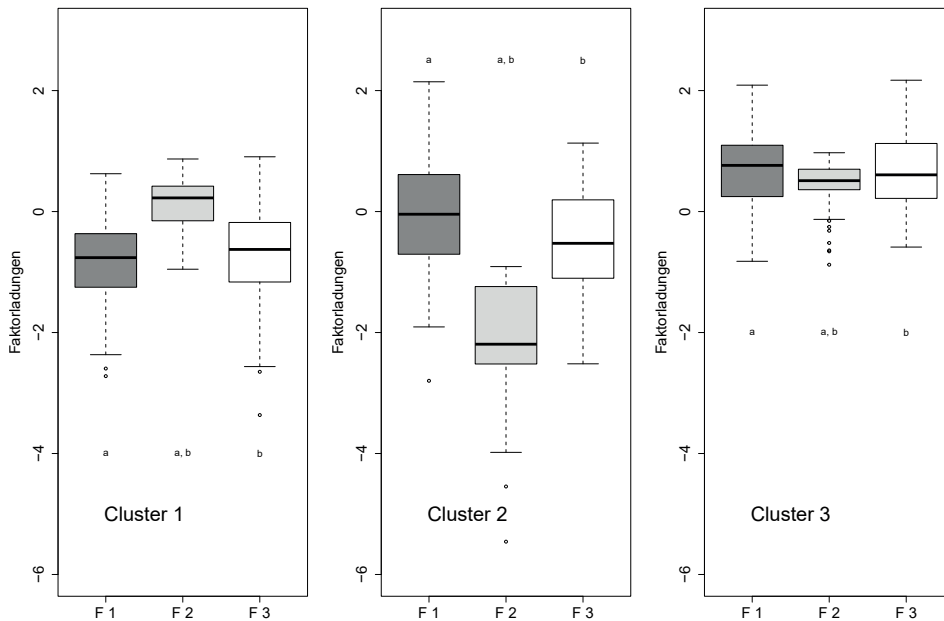 Faktorladungen
2
0
−2
−4
−6
a
a, b
b
Cluster 1
F 1
F 2
F 3
Faktorladungen
2
0
−2
−4
−6
a
a, b
b
Cluster 2
F 1
F 2
F 3
Faktorladungen
2
0
−2
−4
−6
a
a, b
b
Cluster 3
F 1
F 2
F 3